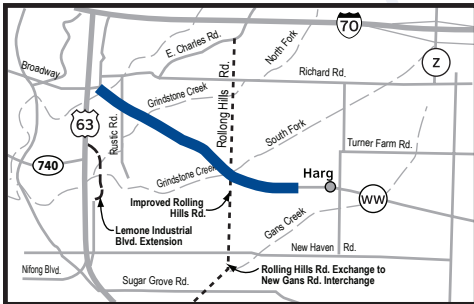 E. Charles Rd.
70
North Fork
Broadway
Z
Richard Rd.
Rollong Hills Rd.
Grindstone Creek
63
Rustic Rd.
South Fork
Turner Farm Rd.
740
Grindstone Creek
Harg
WW
Improved Rolling
Hills Rd.
Gans Creek
Lemone Industrial
Blvd. Extension
New Haven Rd.
Nifong Blvd.
Rolling Hills Rd. Exchange to
New Gans Rd. Interchange
Sugar Grove Rd.